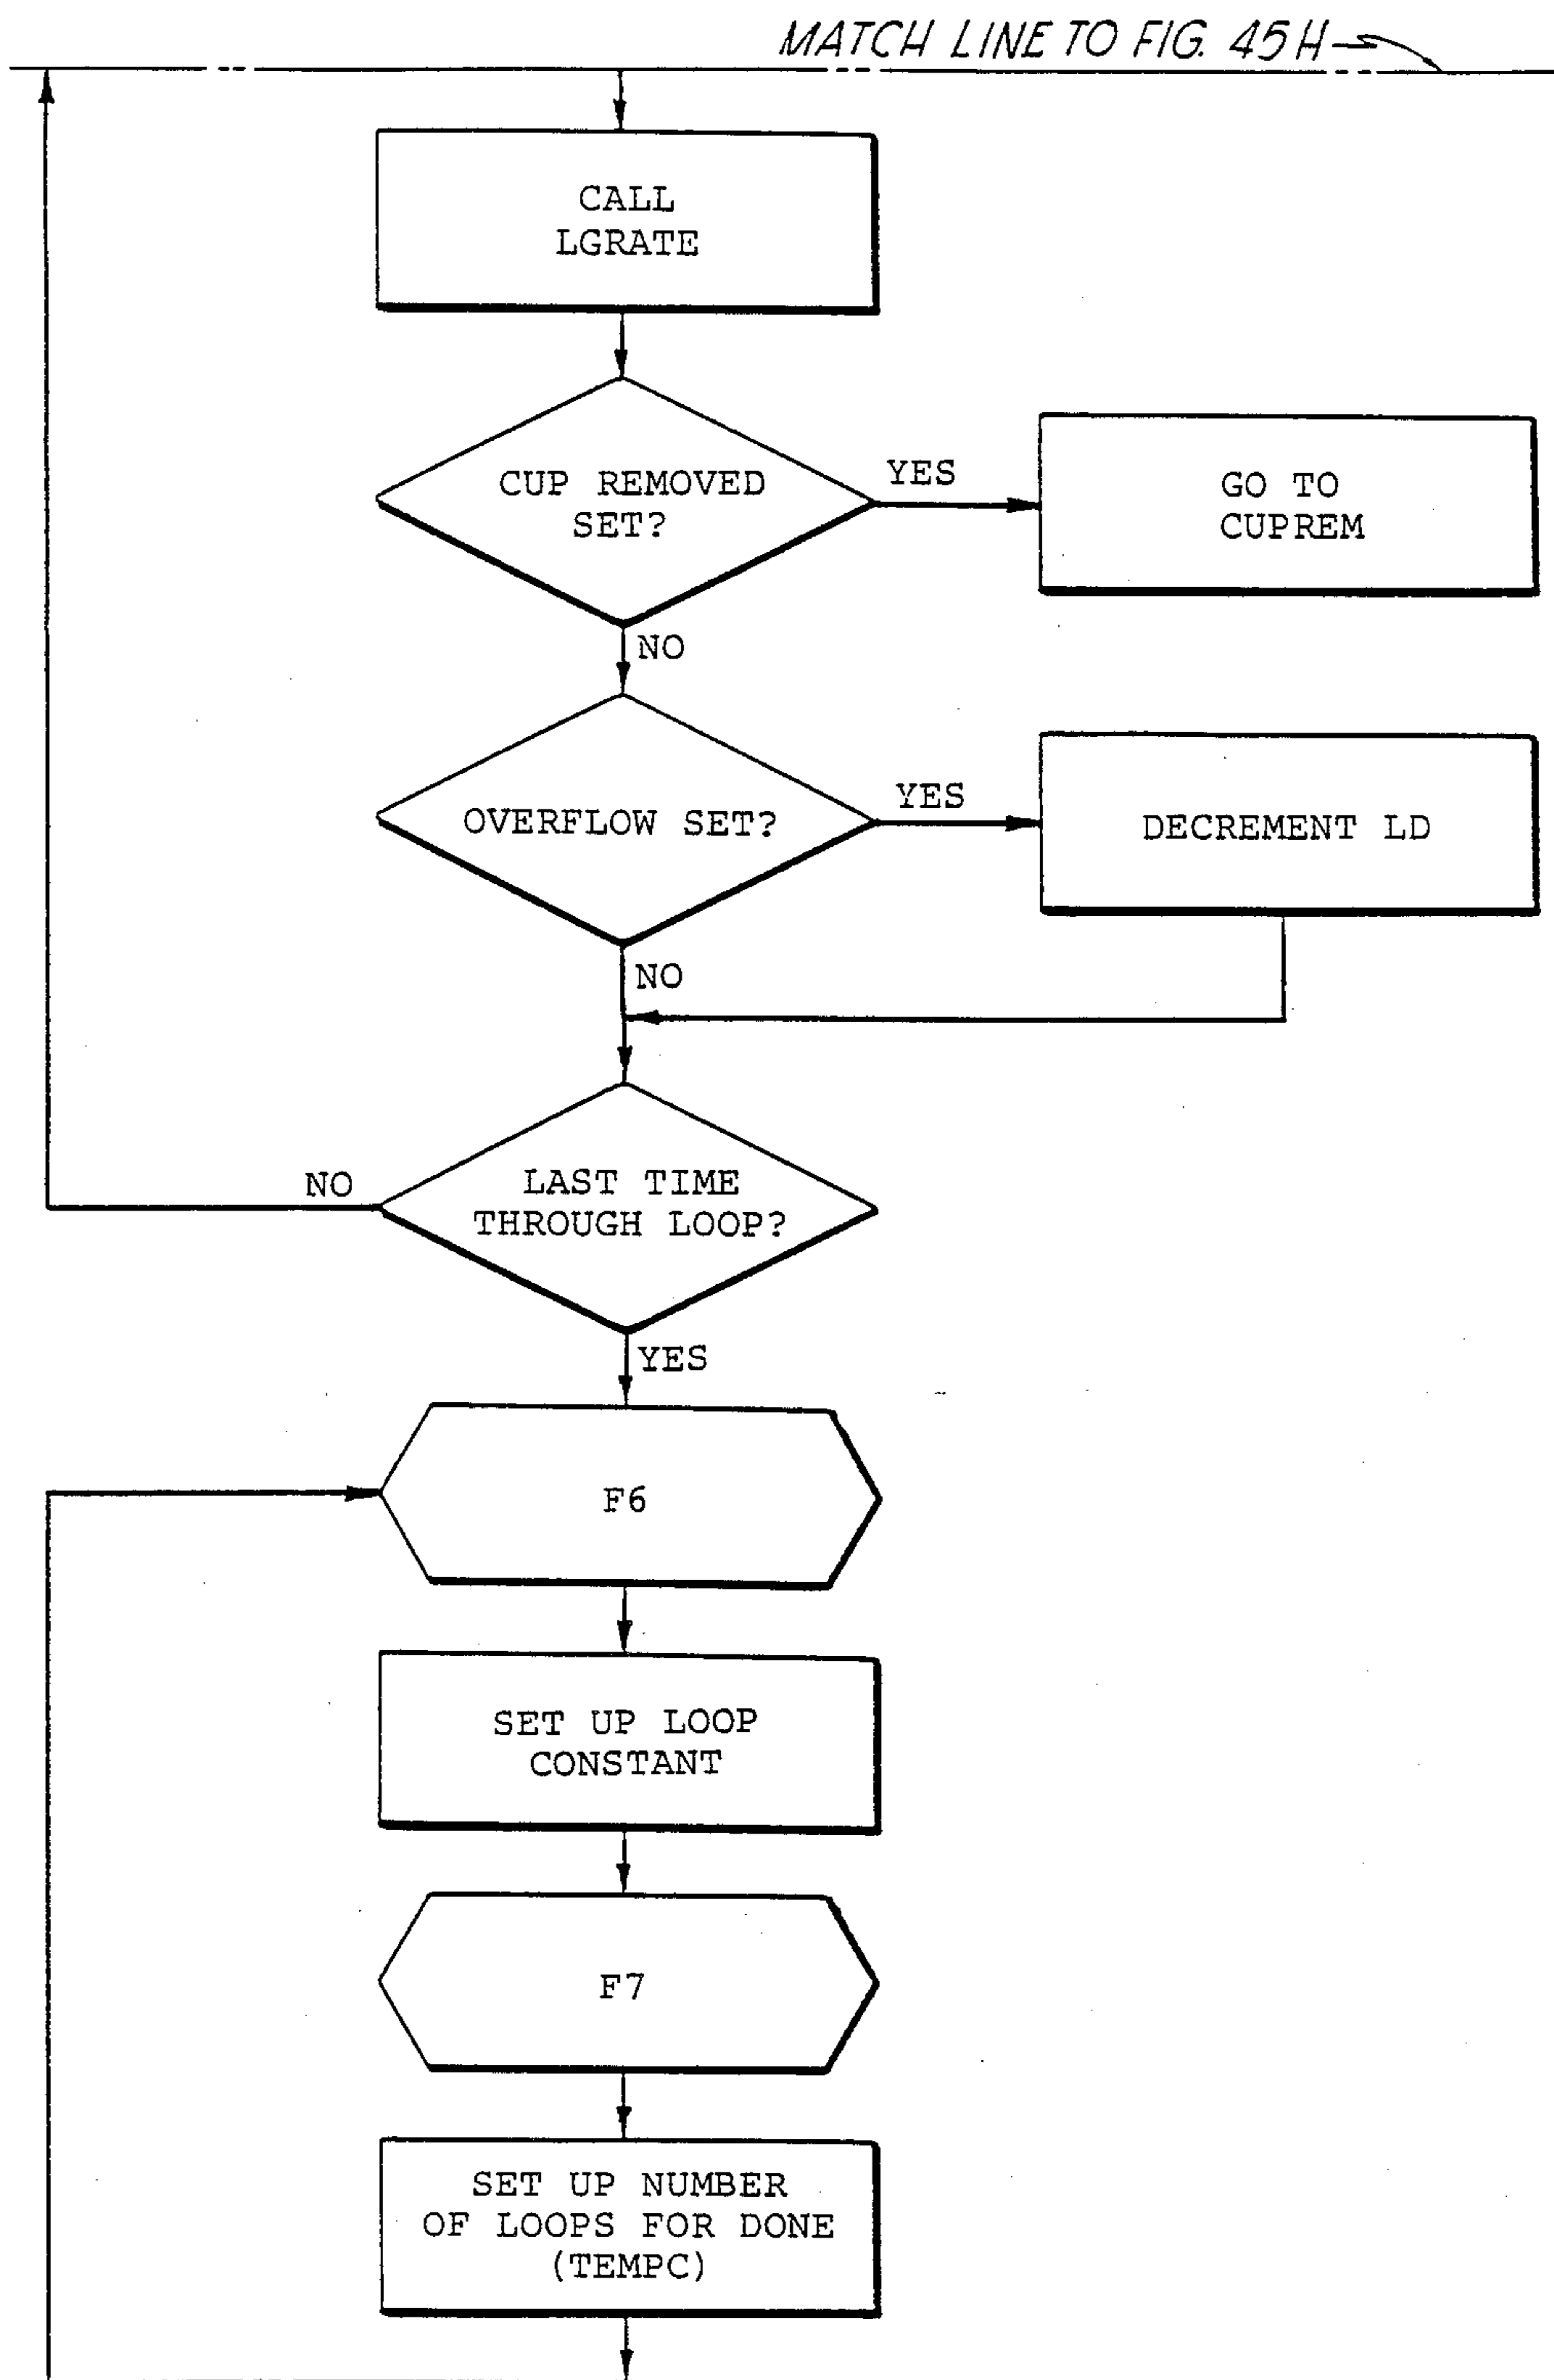 MATCH LINE TO FIG. 45H
CALL
LGRATE
CUP REMOVED
SET?
YES
GO TO
CUPREM
NO
OVERFLOW SET?
YES
DECREMENT LD
NO
LAST TIME
THROUGH LOOP?
NO
YES
F6
SET UP LOOP
CONSTANT
F7
SET UP NUMBER
OF LOOPS FOR DONE
(TEMPC)